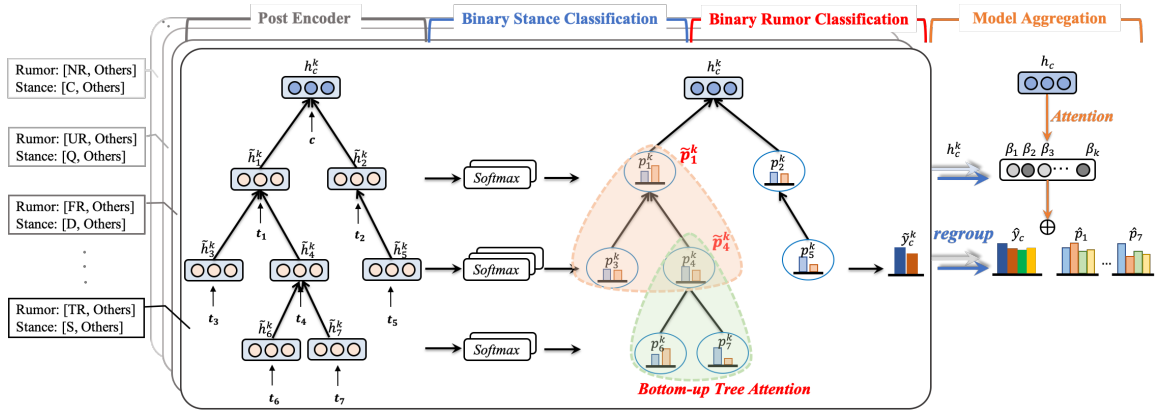 Post Encoder
Binary Stance Classification
Binary Rumor Classification
Model Aggregation
Rumor: [NR, Others]
Stance: [C, Others]
Rumor: [UR, Others]
Stance: [Q, Others]
Rumor: [FR, Others]
Stance: [D, Others]
Rumor: [TR, Others]
Stance: [S, Others]
h_c^k
c
h̃_1^k
h̃_2^k
t_1
t_2
h̃_3^k
h̃_4^k
h̃_5^k
t_3
t_4
t_5
h̃_6^k
h̃_7^k
t_6
t_7
Softmax
Softmax
Softmax
h_c^k
p_1^k
p̃_1^k
p_2^k
p_3^k
p_4^k
p̃_4^k
p_5^k
p_6^k
p_7^k
Bottom-up Tree Attention
ỹ_c^k
h_c
Attention
h_c^k
β_1 β_2 β_3 ⋯ β_k
⊕
regroup
ŷ_c
p̂_1
...
p̂_7